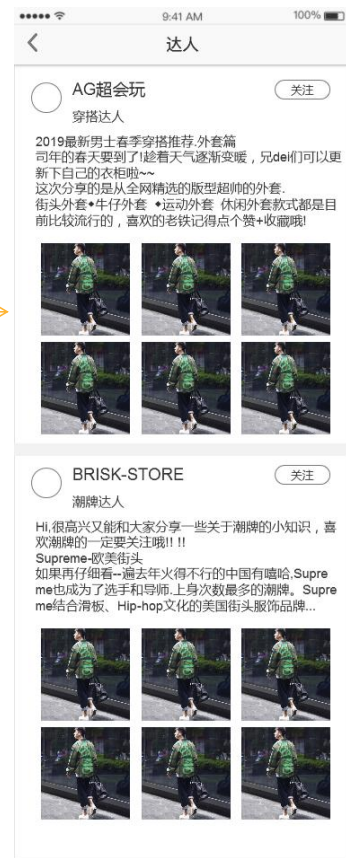 9:41 AM
100%
达人
AG超会玩
关注
穿搭达人
2019最新男士春季穿搭推荐.外套篇
司年的春天要到了!趁着天气逐渐变暖，兄dei们可以更
新下自己的衣柜啦~~
这次分享的是从全网精选的版型超帅的外套.
街头外套◆牛仔外套 ◆运动外套 休闲外套款式都是目
前比较流行的，喜欢的老铁记得点个赞+收藏哦!
BRISK-STORE
关注
潮牌达人
Hi,很高兴又能和大家分享一些关于潮牌的小知识，喜
欢潮牌的一定要关注哦!! !!
Supreme-欧美街头
如果再仔细看--遍去年火得不行的中国有嘻哈,Supre
me也成为了选手和导师.上身次数最多的潮牌。Supre
me结合滑板、Hip-hop文化的美国街头服饰品牌...